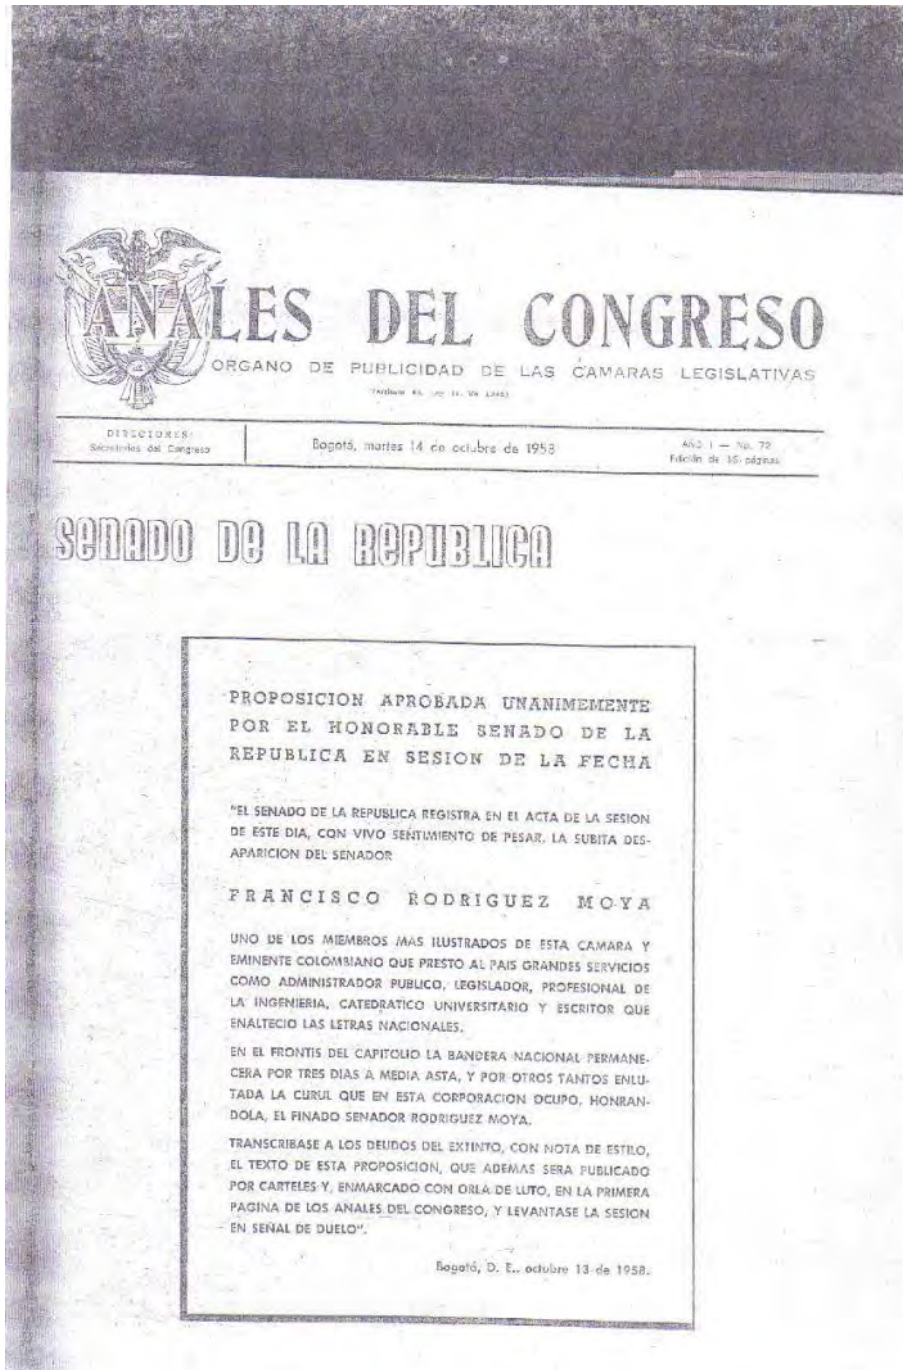 ANALES DEL CONGRESO
ORGANO DE PUBLICIDAD DE LAS CAMARAS LEGISLATIVAS
DIRECTORES:
Secretarios del Congreso
Bogotá, martes 14 de octubre de 1958
AÑO I — No. 72
Edición de 16 páginas
SENADO DE LA REPUBLICA
PROPOSICION APROBADA UNANIMEMENTE
POR EL HONORABLE SENADO DE LA
REPUBLICA EN SESION DE LA FECHA
"EL SENADO DE LA REPUBLICA REGISTRA EN EL ACTA DE LA SESION
DE ESTE DIA, CON VIVO SENTIMIENTO DE PESAR, LA SUBITA DES-
APARICION DEL SENADOR
FRANCISCO RODRIGUEZ MOYA
UNO DE LOS MIEMBROS MAS ILUSTRADOS DE ESTA CAMARA Y
EMINENTE COLOMBIANO QUE PRESTO AL PAIS GRANDES SERVICIOS
COMO ADMINISTRADOR PUBLICO, LEGISLADOR, PROFESIONAL DE
LA INGENIERIA, CATEDRATICO UNIVERSITARIO Y ESCRITOR QUE
ENALTECIO LAS LETRAS NACIONALES.
EN EL FRONTIS DEL CAPITOLIO LA BANDERA NACIONAL PERMANE-
CERA POR TRES DIAS A MEDIA ASTA, Y POR OTROS TANTOS ENLU-
TADA LA CURUL QUE EN ESTA CORPORACION OCUPO, HONRAN-
DOLA, EL FINADO SENADOR RODRIGUEZ MOYA.
TRANSCRIBASE A LOS DEUDOS DEL EXTINTO, CON NOTA DE ESTILO,
EL TEXTO DE ESTA PROPOSICION, QUE ADEMAS SERA PUBLICADO
POR CARTELES Y, ENMARCADO CON ORLA DE LUTO, EN LA PRIMERA
PAGINA DE LOS ANALES DEL CONGRESO, Y LEVANTASE LA SESION
EN SEÑAL DE DUELO".
Bogotá, D. E., octubre 13 de 1958.